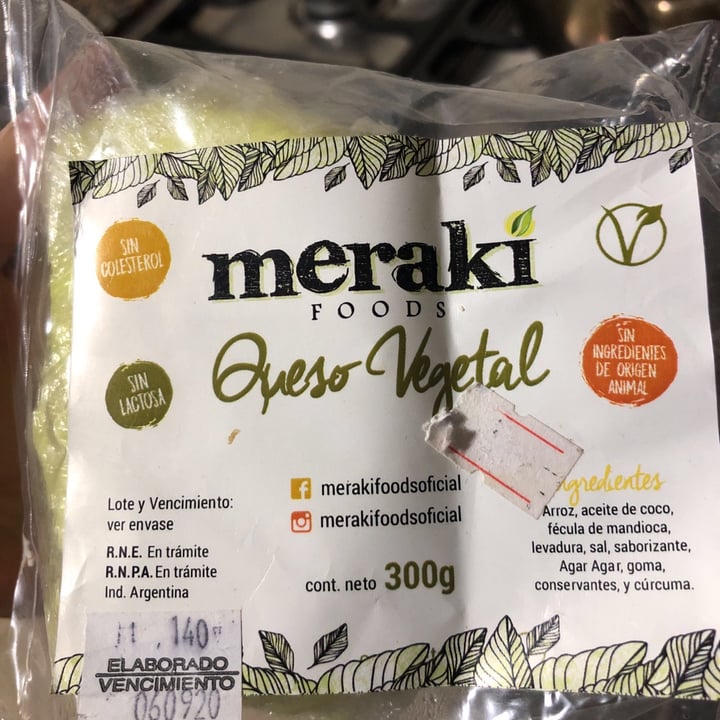 SIN
COLESTEROL
meraki
FOODS
Queso Vegetal
SIN
LACTOSA
SIN
INGREDIENTES
DE ORIGEN
ANIMAL
Lote y Vencimiento:
ver envase
R.N.E. En trámite
R.N.P.A. En trámite
Ind. Argentina
merakifoodsoficial
merakifoodsoficial
cont. neto 300g
Arroz, aceite de coco,
fécula de mandioca,
levadura, sal, saborizante,
Agar Agar, goma,
conservantes, y cúrcuma.
ELABORADO
VENCIMIENTO
060920